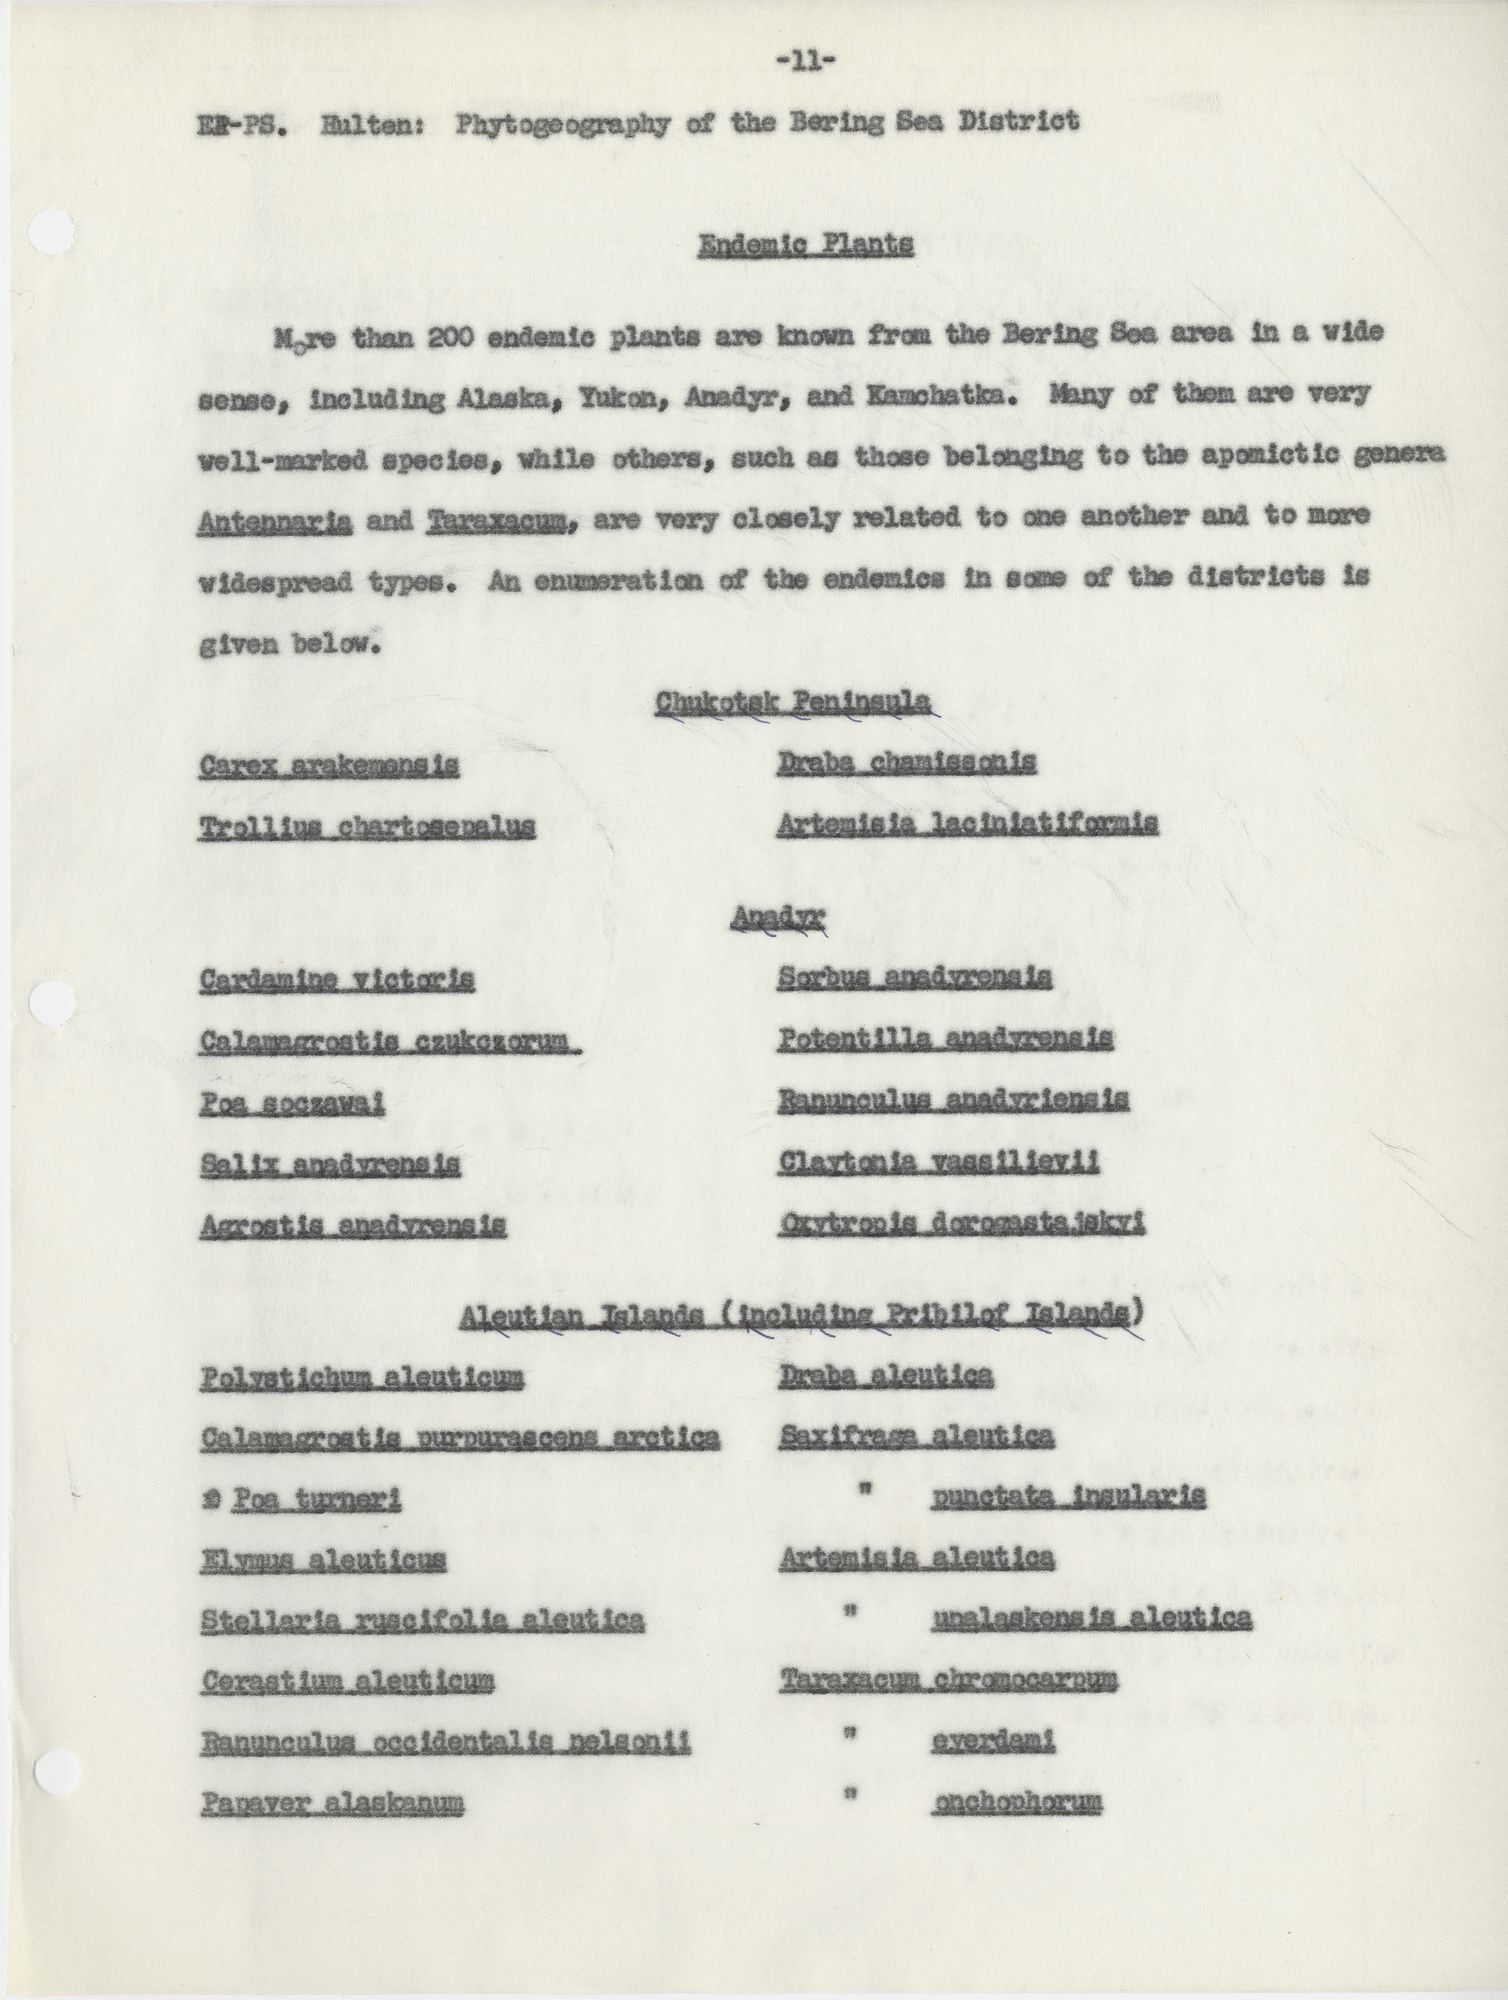 -11-
EP-PS. Hulten: Phytogeography of the Bering Sea District
Endemic Plants
More than 200 endemic plants are known from the Bering Sea area in a wide
sense, including Alaska, Yukon, Anadyr, and Kamchatka. Many of them are very
well-marked species, while others, such as those belonging to the apomictic genera
Antennaria and Taraxacum, are very closely related to one another and to more
widespread types. An enumeration of the endemics in some of the districts is
given below.
Chukotsk Peninsula
Carex arakemensis Draba chamissonis
Trollius chartosepalus Artemisia laciniatiformis
Anadyr
Cardamine victoris Sorbus anadyrensis
Calamagrostis czukczorum Potentilla anadyrensis
Poa soczawai Ranunculus anadyriensis
Salix anadyrensis Claytonia vassilievii
Agrostis anadyrensis Oxytropis dorogastajskyi
Aleutian Islands (including Pribilof Islands)
Polystichum aleuticum Draba aleutica
Calamagrostis purpurascens arctica Saxifraga aleutica
Poa turneri " punctata insularis
Elymus aleuticus Artemisia aleutica
Stellaria ruscifolia aleutica " unalaskensis aleutica
Cerastium aleuticum Taraxacum chromocarpum
Ranunculus occidentalis nelsonii " eyerdami
Papaver alaskanum " onchophorum